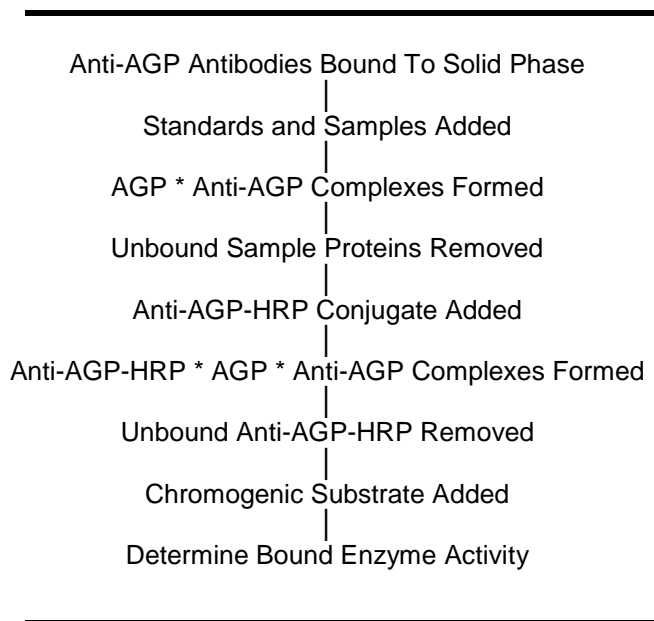 Anti-AGP Antibodies Bound To Solid Phase
Standards and Samples Added
AGP * Anti-AGP Complexes Formed
Unbound Sample Proteins Removed
Anti-AGP-HRP Conjugate Added
Anti-AGP-HRP * AGP * Anti-AGP Complexes Formed
Unbound Anti-AGP-HRP Removed
Chromogenic Substrate Added
Determine Bound Enzyme Activity